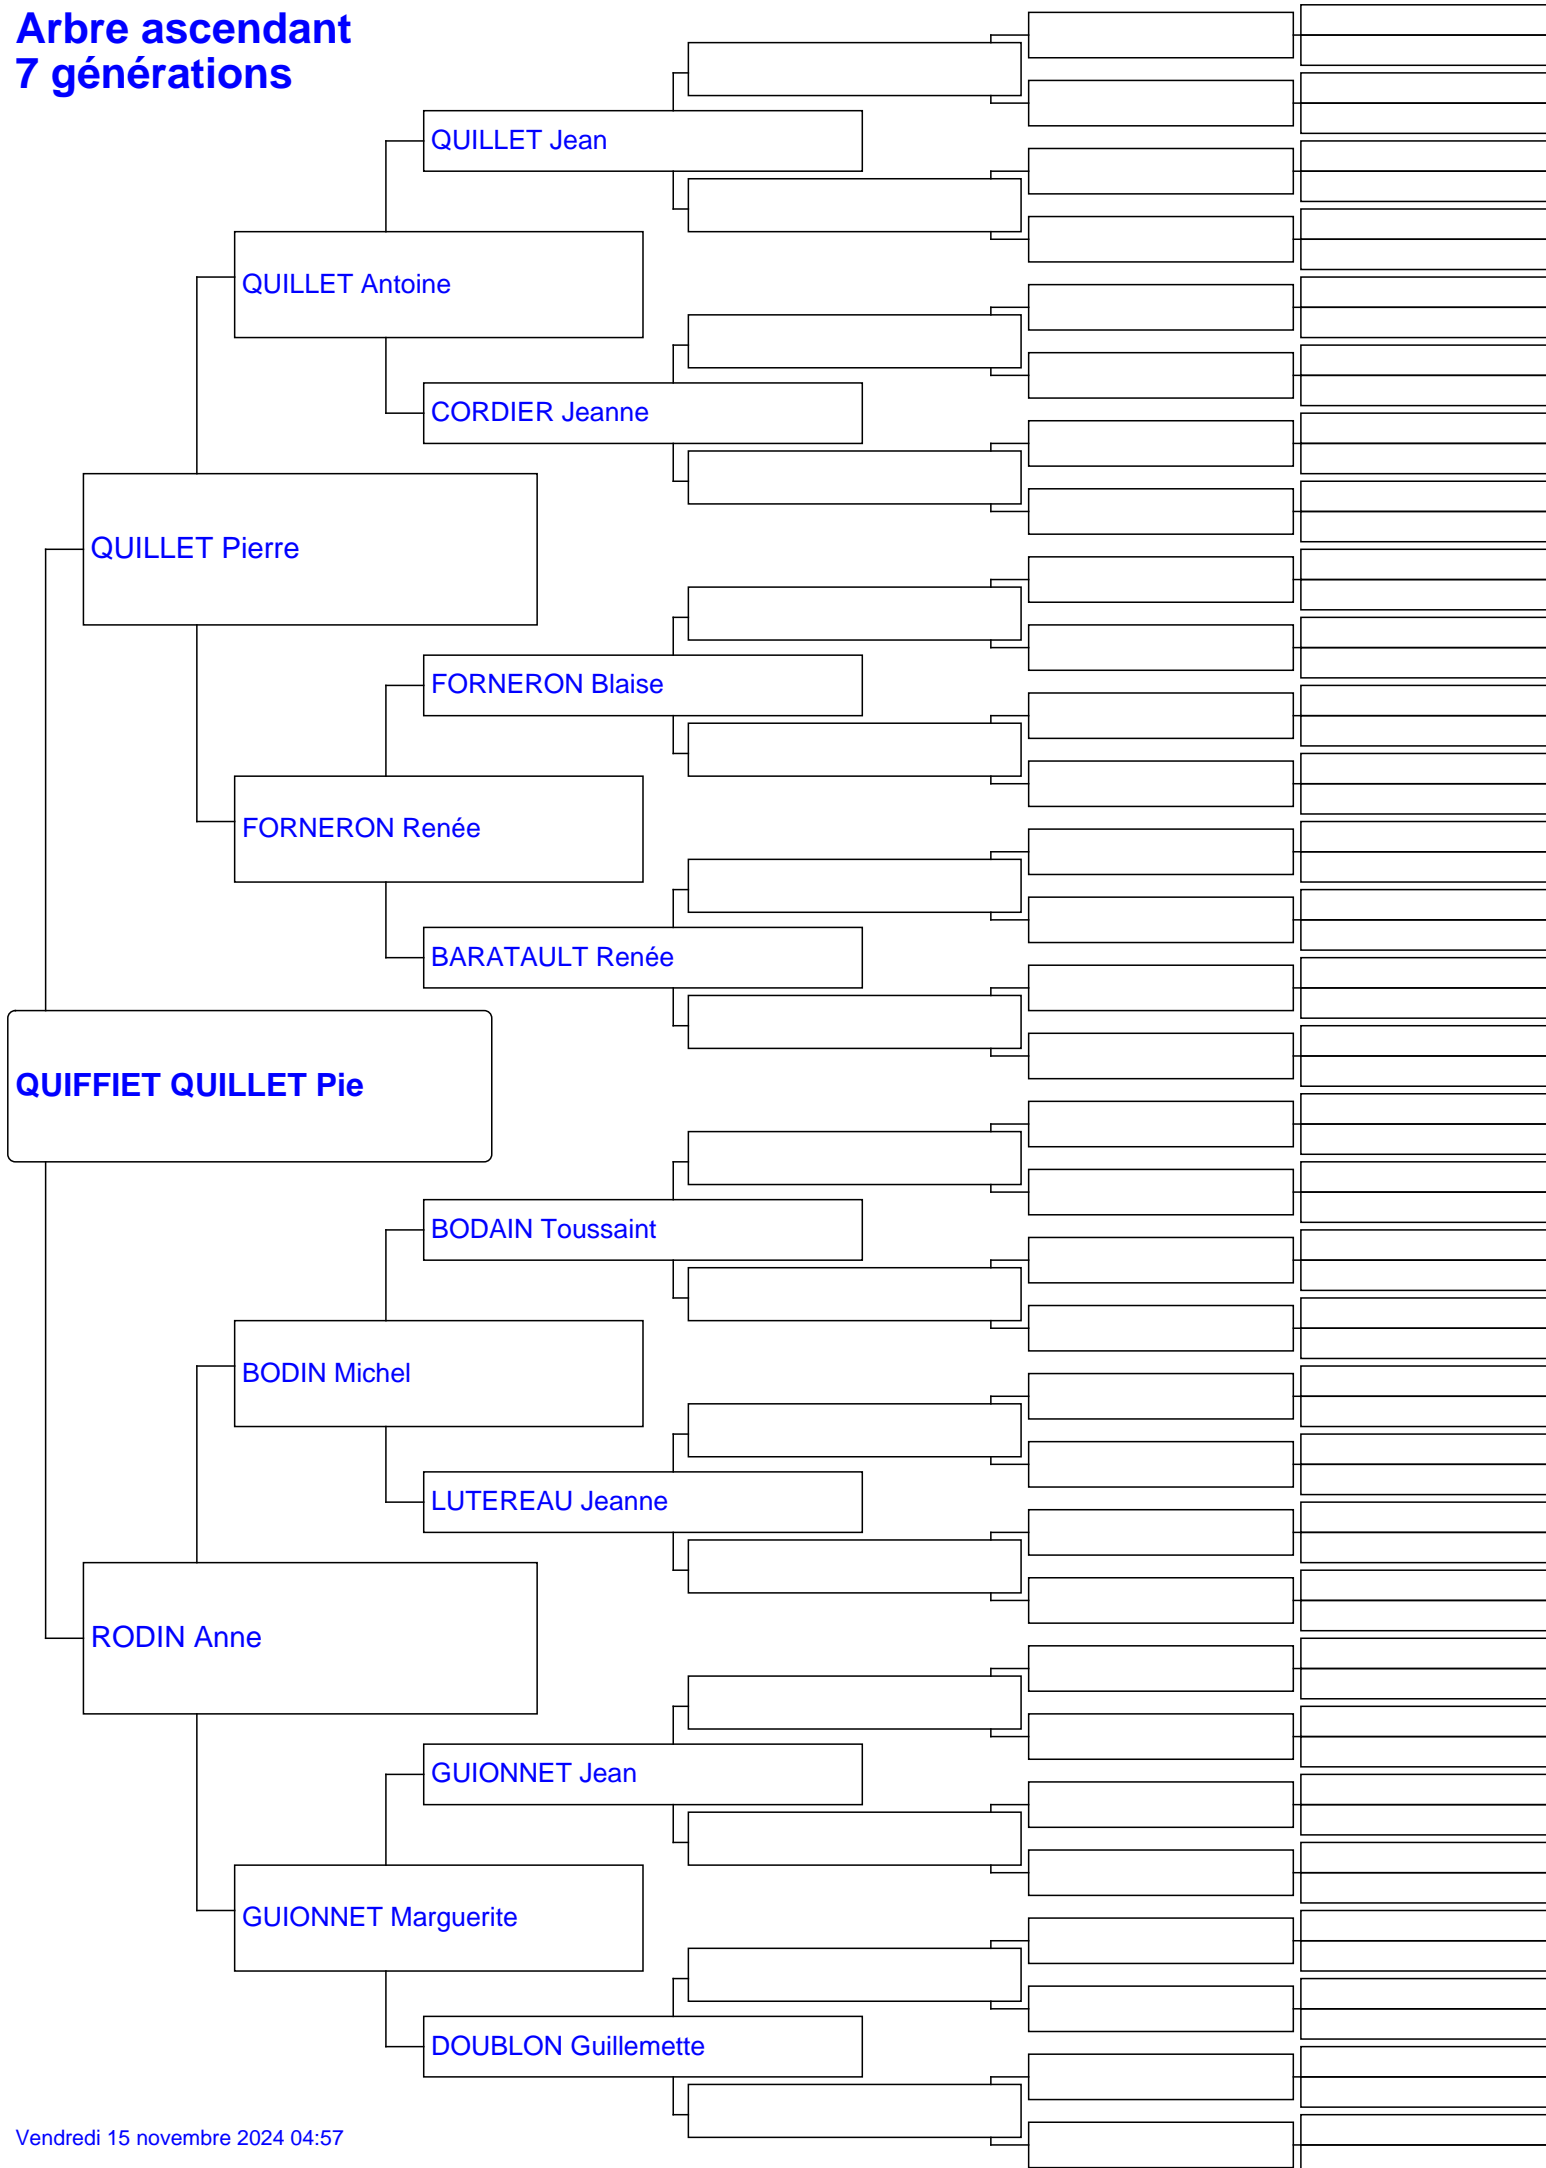 Arbre ascendant
7 générations
QUILLET Jean
QUILLET Antoine
CORDIER Jeanne
QUILLET Pierre
FORNERON Blaise
FORNERON Renée
BARATAULT Renée
QUIFFIET QUILLET Pie
BODAIN Toussaint
BODIN Michel
LUTEREAU Jeanne
RODIN Anne
GUIONNET Jean
GUIONNET Marguerite
DOUBLON Guillemette
Vendredi 15 novembre 2024 04:57